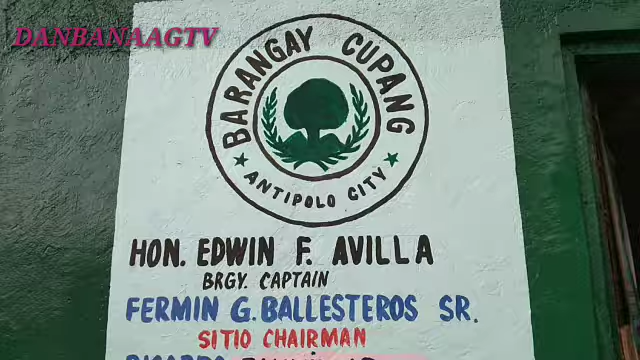 DANBANAAGTV
BARANGAY CUPANG
ANTIPOLO CITY
HON. EDWIN F. AVILLA
BRGY. CAPTAIN
FERMIN G. BALLESTEROS SR.
SITIO CHAIRMAN